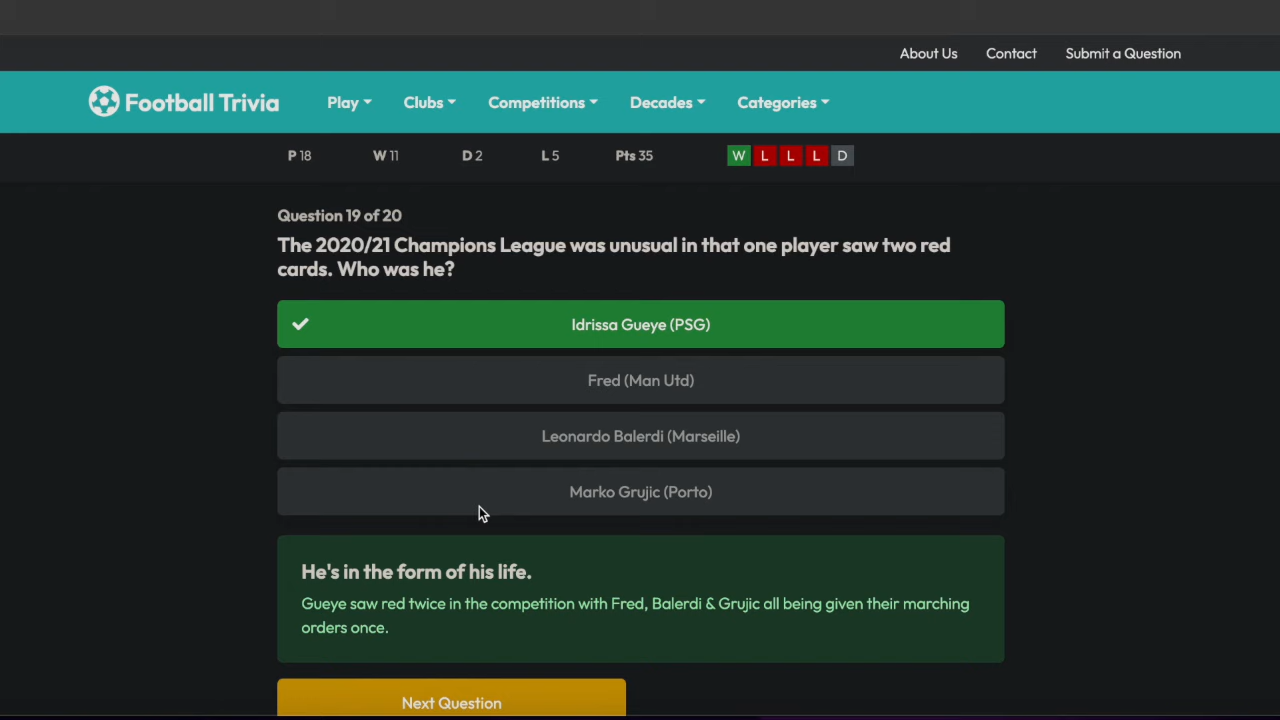 About Us Contact Submit a Question
Football Trivia Play Clubs Competitions Decades Categories
P 18 W 11 D 2 L 5 Pts 35 W L L L D
Question 19 of 20
The 2020/21 Champions League was unusual in that one player saw two red
cards. Who was he?
Idrissa Gueye (PSG)
Fred (Man Utd)
Leonardo Balerdi (Marseille)
Marko Grujic (Porto)
He's in the form of his life.
Gueye saw red twice in the competition with Fred, Balerdi & Grujic all being given their marching
orders once.
Next Question